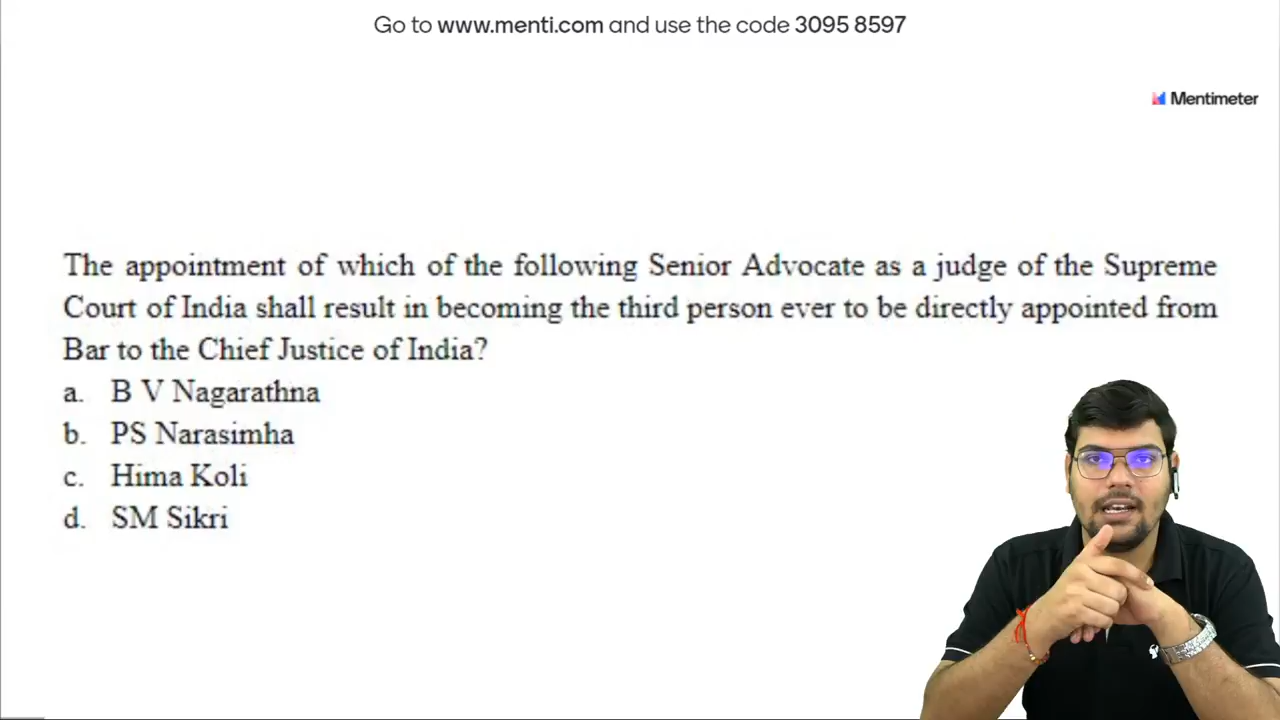 Go to www.menti.com and use the code 3095 8597
Mentimeter
The appointment of which of the following Senior Advocate as a judge of the Supreme
Court of India shall result in becoming the third person ever to be directly appointed from
Bar to the Chief Justice of India?
a. B V Nagarathna
b. PS Narasimha
c. Hima Koli
d. SM Sikri